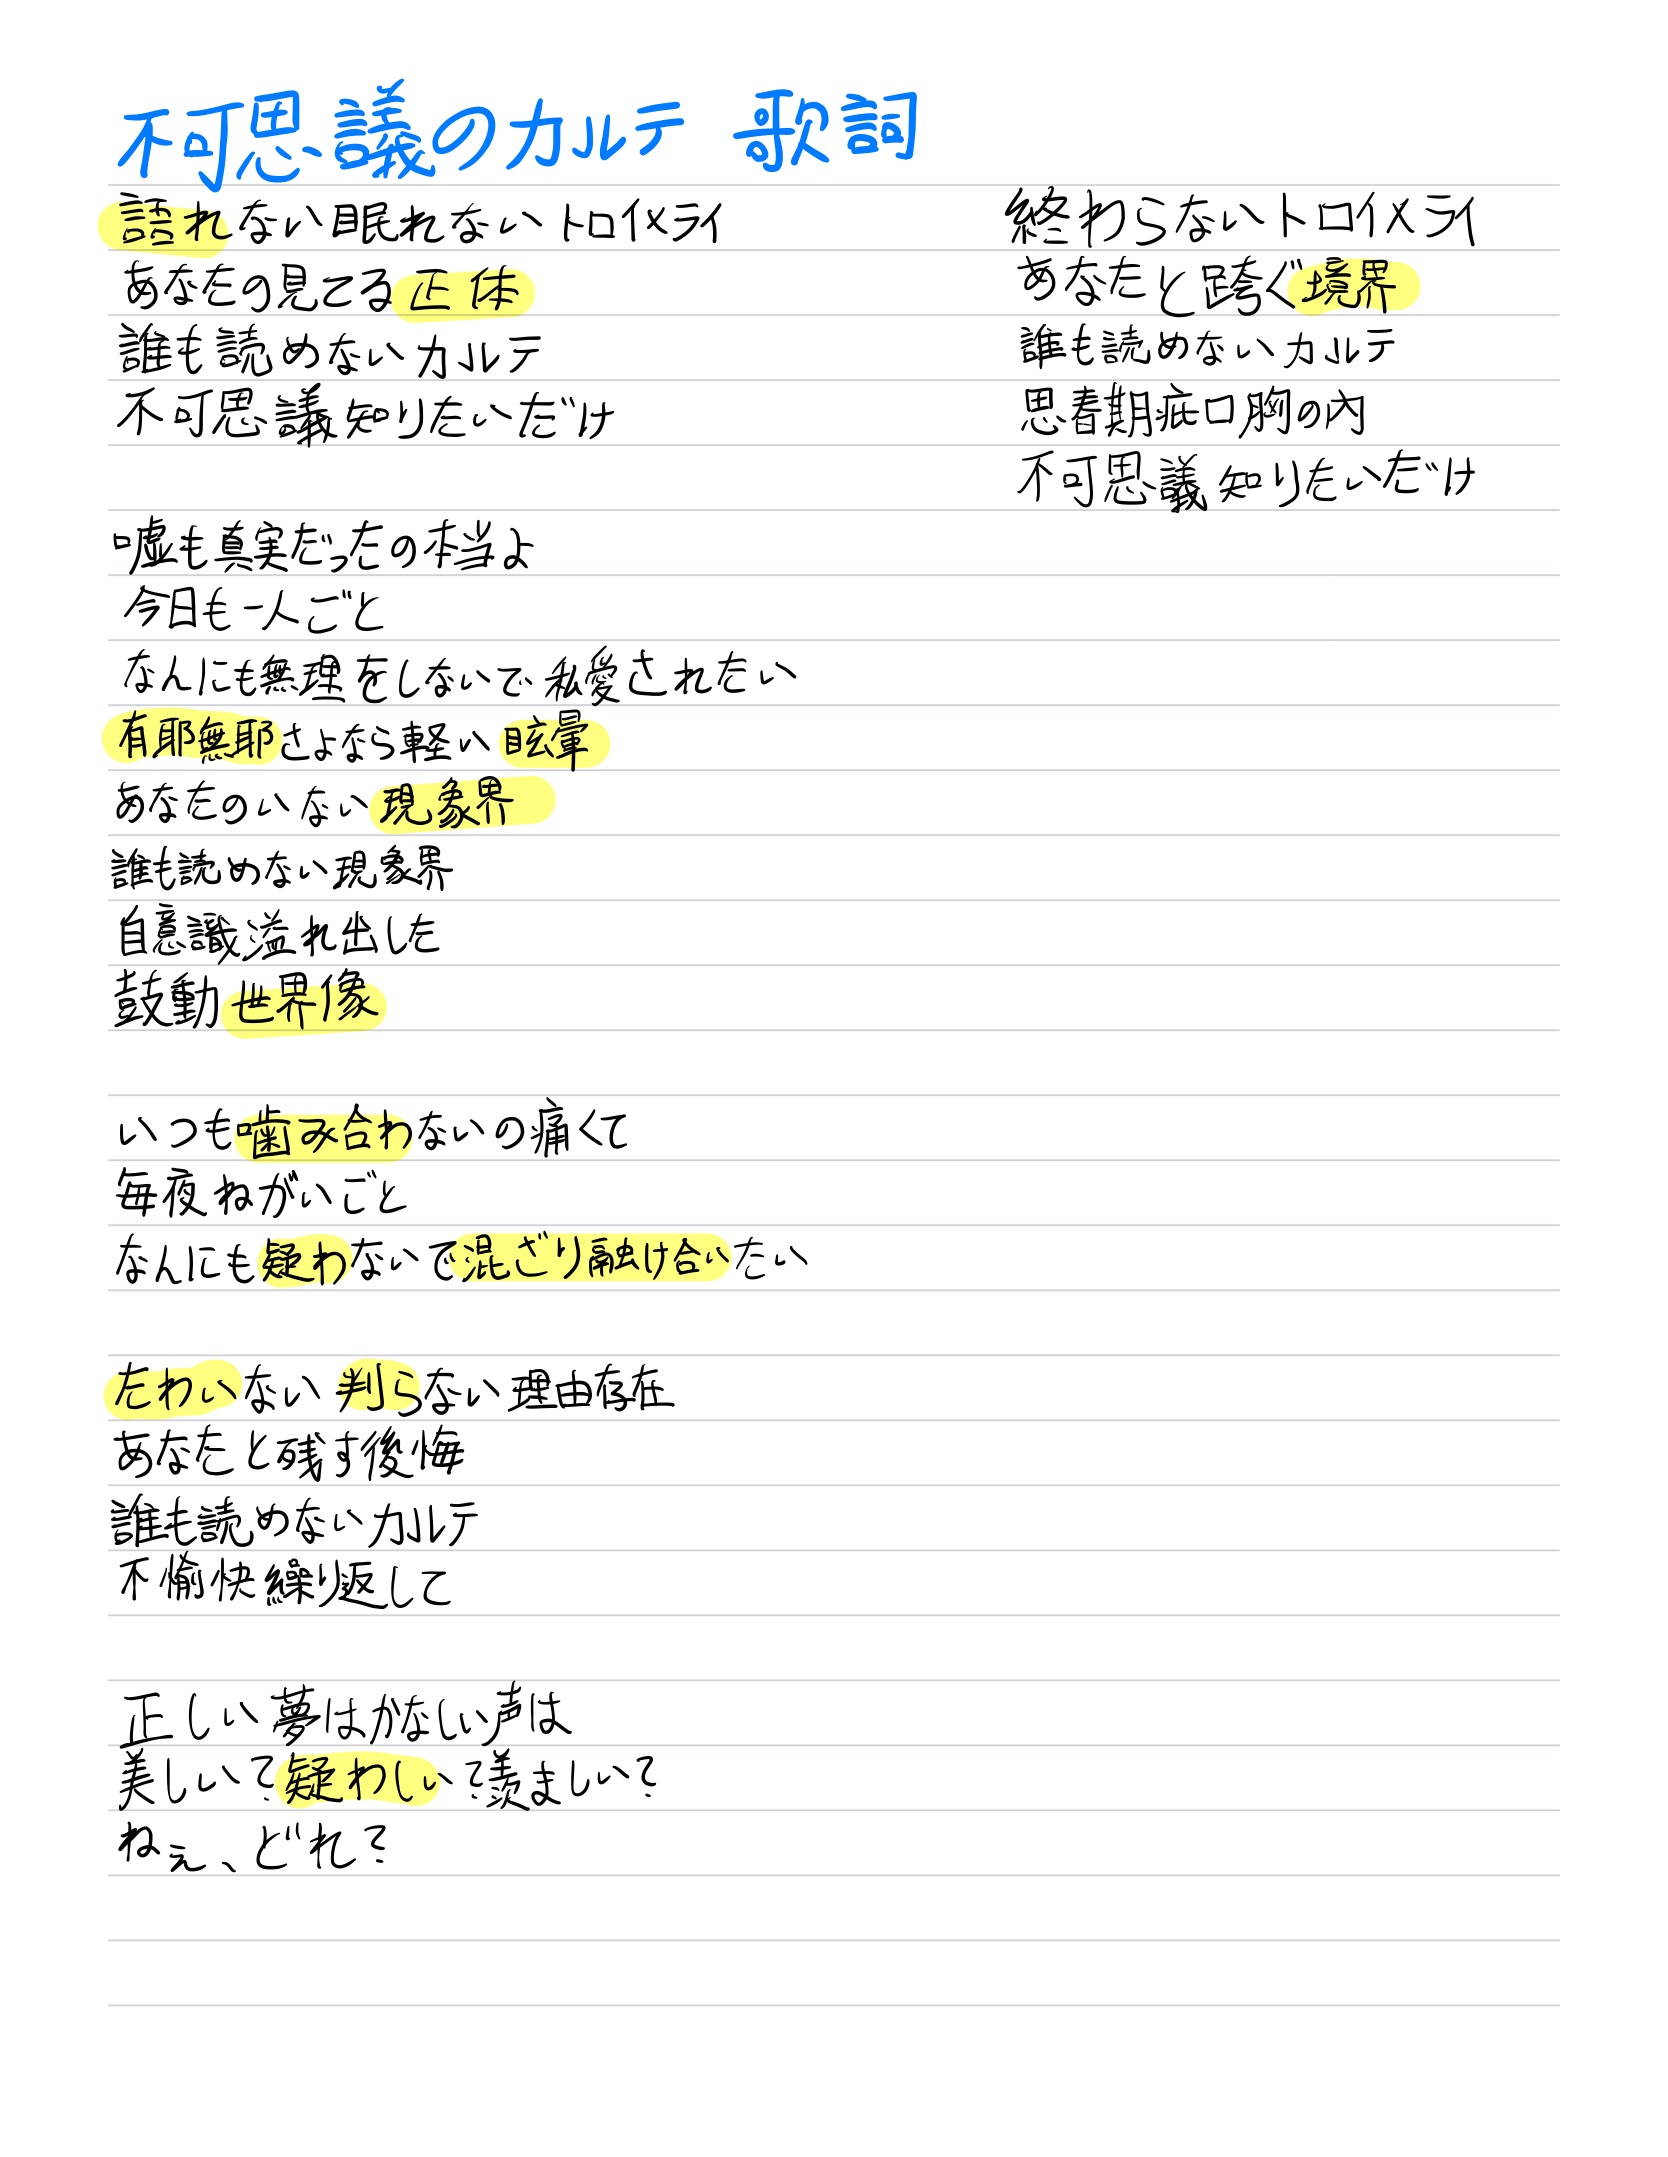 不可思議のカルテ 歌詞
語れない眠れないトロイメライ
あなたの見てる正体
誰も読めないカルテ
不可思議知りたいだけ
嘘も真実だったの本当よ
今日も一人ごと
なんにも無理をしないで私愛されたい
有耶無耶さよなら軽い眩暈
あなたのいない現象界
誰も読めない現象界
自意識溢れ出した
鼓動世界像
いつも噛み合わないの痛くて
毎夜ねがいごと
なんにも疑わないで混ざり融け合いたい
たわいない判らない理由存在
あなたと残す後悔
誰も読めないカルテ
不愉快繰り返して
正しい夢はかなしい声は
美しい?疑わしい?羨ましい?
ねぇ、どれ?
終わらないトロイメライ
あなたと跨ぐ境界
誰も読めないカルテ
思春期疵口胸の内
不可思議知りたいだけ